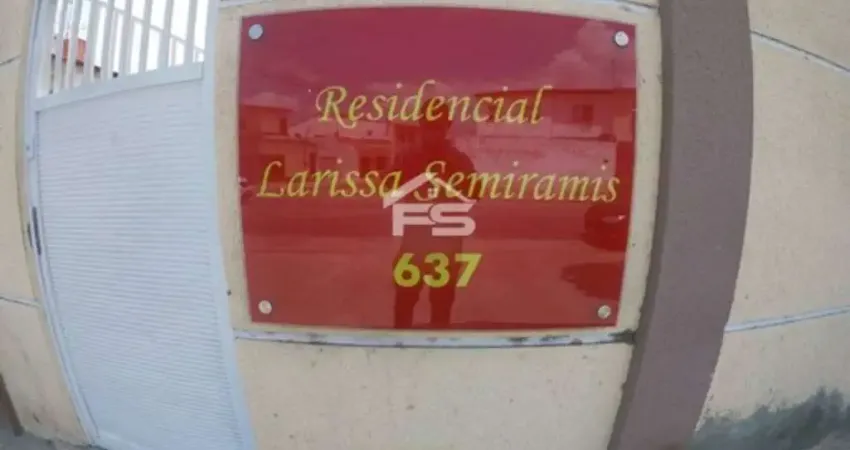 Residencial
Larissa Semiramis
FS
637